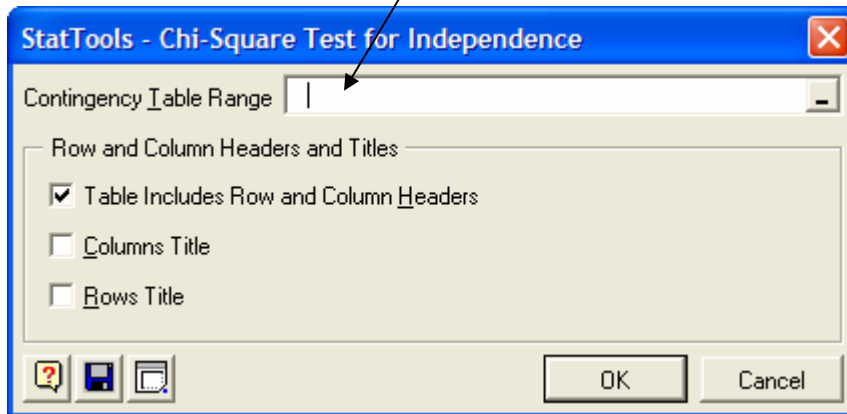 StatTools - Chi-Square Test for Independence
Contingency Table Range
Row and Column Headers and Titles
Table Includes Row and Column Headers
Columns Title
Rows Title
OK Cancel